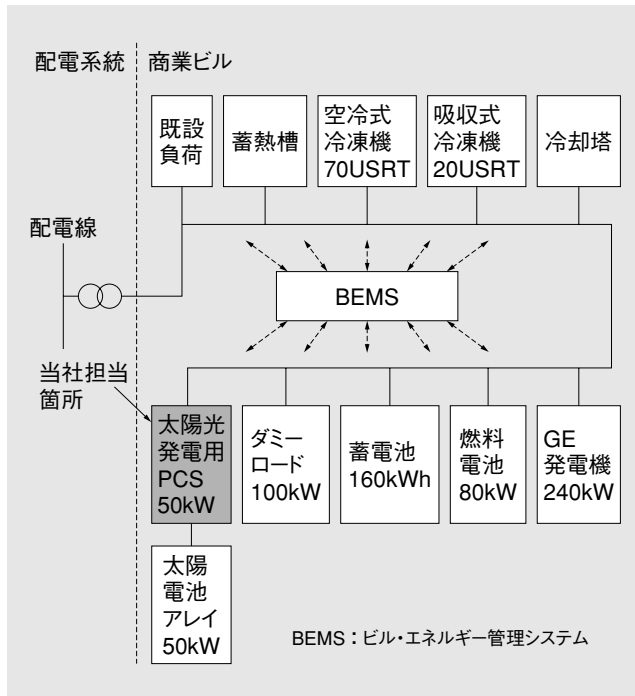 配電系統
商業ビル
既設
負荷
蓄熱槽
空冷式
冷凍機
70USRT
吸収式
冷凍機
20USRT
冷却塔
配電線
BEMS
当社担当
箇所
太陽光
発電用
PCS
50kW
ダミー
ロード
100kW
蓄電池
160kWh
燃料
電池
80kW
GE
発電機
240kW
太陽
電池
アレイ
50kW
BEMS：ビル・エネルギー管理システム